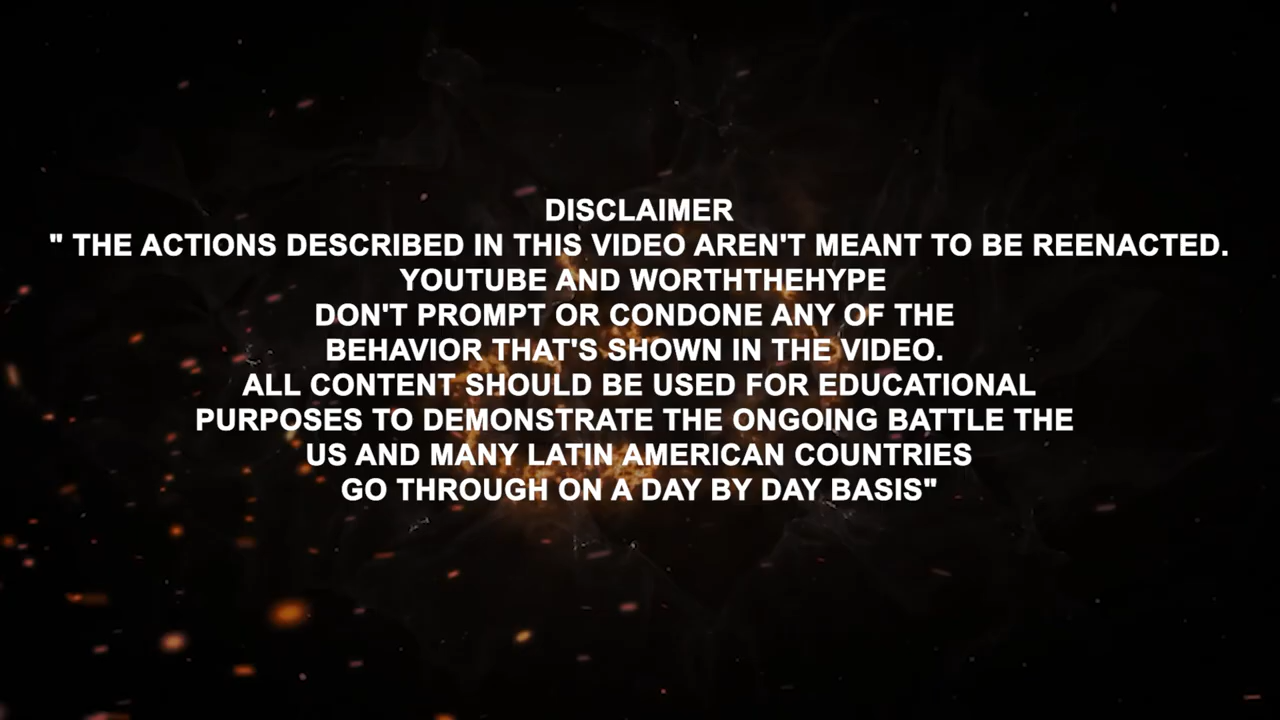 DISCLAIMER
" THE ACTIONS DESCRIBED IN THIS VIDEO AREN'T MEANT TO BE REENACTED.
YOUTUBE AND WORTHTHEHYPE
DON'T PROMPT OR CONDONE ANY OF THE
BEHAVIOR THAT'S SHOWN IN THE VIDEO.
ALL CONTENT SHOULD BE USED FOR EDUCATIONAL
PURPOSES TO DEMONSTRATE THE ONGOING BATTLE THE
US AND MANY LATIN AMERICAN COUNTRIES
GO THROUGH ON A DAY BY DAY BASIS"